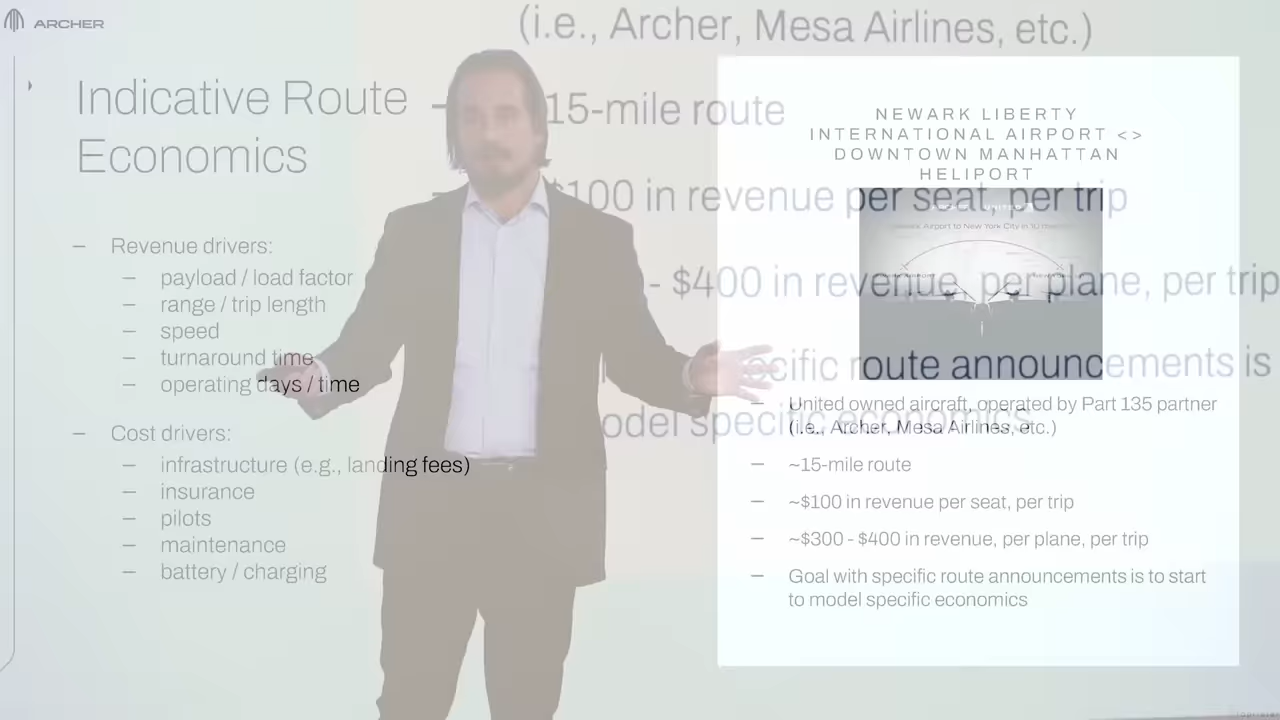 ARCHER
(i.e., Archer, Mesa Airlines, etc.)
Indicative Route
Economics
15-mile route
$100 in revenue per seat, per trip
- $400 in revenue, per plane, per trip
route announcements is
model specific economics
– Revenue drivers:
– payload / load factor
– range / trip length
– speed
– turnaround time
– operating days / time
– Cost drivers:
– infrastructure (e.g., landing fees)
– insurance
– pilots
– maintenance
– battery / charging
NEWARK LIBERTY
INTERNATIONAL AIRPORT <>
DOWNTOWN MANHATTAN
HELIPORT
– United owned aircraft, operated by Part 135 partner
(i.e., Archer, Mesa Airlines, etc.)
– ~15-mile route
– ~$100 in revenue per seat, per trip
– ~$300 - $400 in revenue, per plane, per trip
– Goal with specific route announcements is to start
to model specific economics